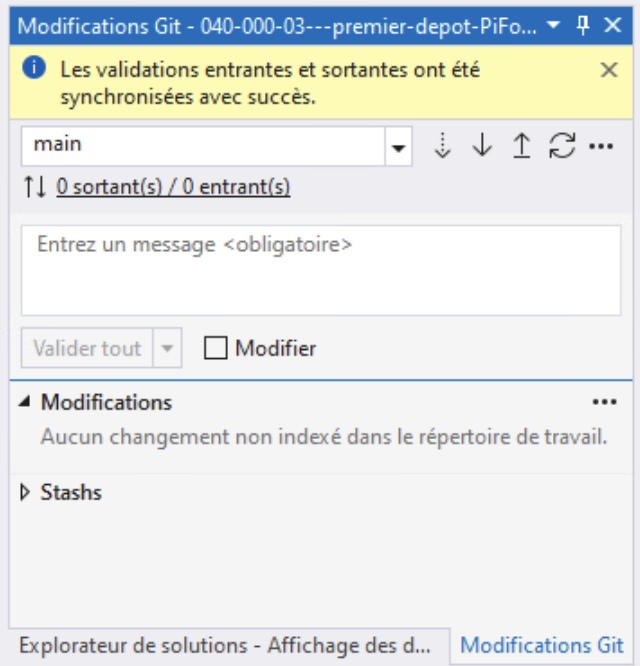 Modifications Git - 040-000-03---premier-depot-PiFo...
Les validations entrantes et sortantes ont été
synchronisées avec succès.
main
0 sortant(s) / 0 entrant(s)
Entrez un message <obligatoire>
Valider tout
Modifier
Modifications
Aucun changement non indexé dans le répertoire de travail.
Stashs
Explorateur de solutions - Affichage des d...
Modifications Git